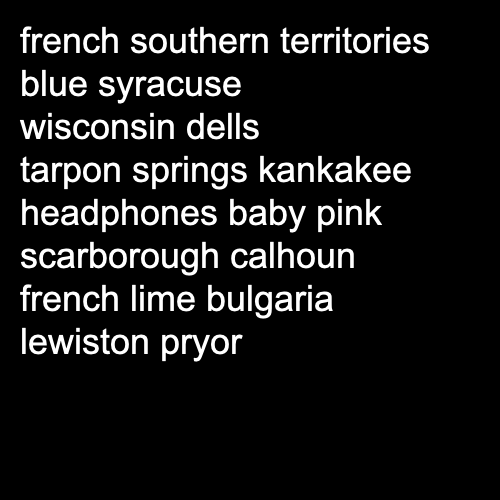 french southern territories
blue syracuse
wisconsin dells
tarpon springs kankakee
headphones baby pink
scarborough calhoun
french lime bulgaria
lewiston pryor